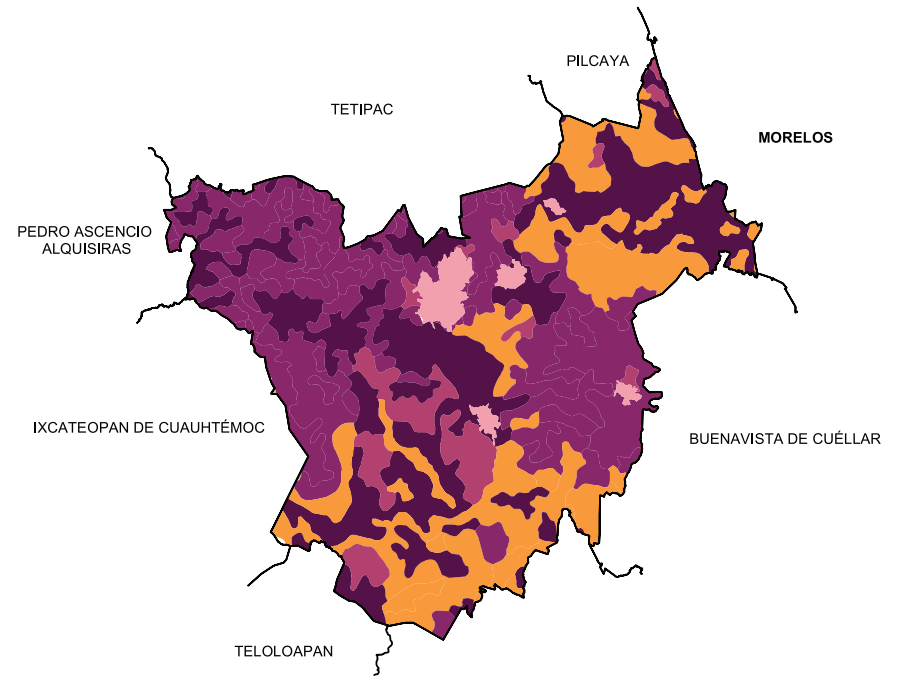 PILCAYA
TETIPAC
MORELOS
PEDRO ASCENCIO
ALQUISIRAS
IXCATEOPAN DE CUAUHTÉMOC
BUENAVISTA DE CUÉLLAR
TELOLOAPAN